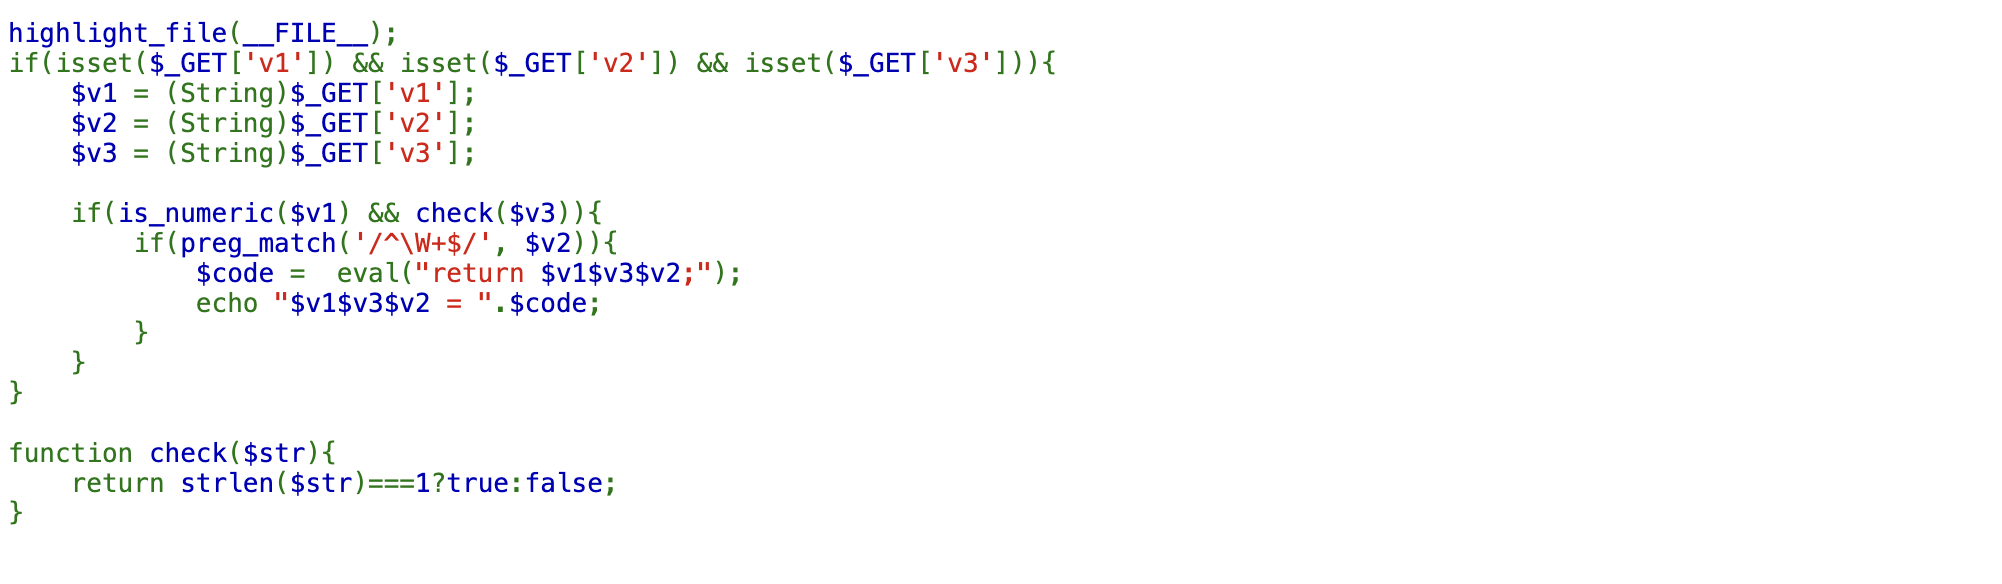 highlight_file(__FILE__);
if(isset($_GET['v1']) && isset($_GET['v2']) && isset($_GET['v3'])){
    $v1 = (String)$_GET['v1'];
    $v2 = (String)$_GET['v2'];
    $v3 = (String)$_GET['v3'];

    if(is_numeric($v1) && check($v3)){
        if(preg_match('/^\W+$/', $v2)){
            $code =  eval("return $v1$v3$v2;");
            echo "$v1$v3$v2 = ".$code;
        }
    }
}

function check($str){
    return strlen($str)===1?true:false;
}